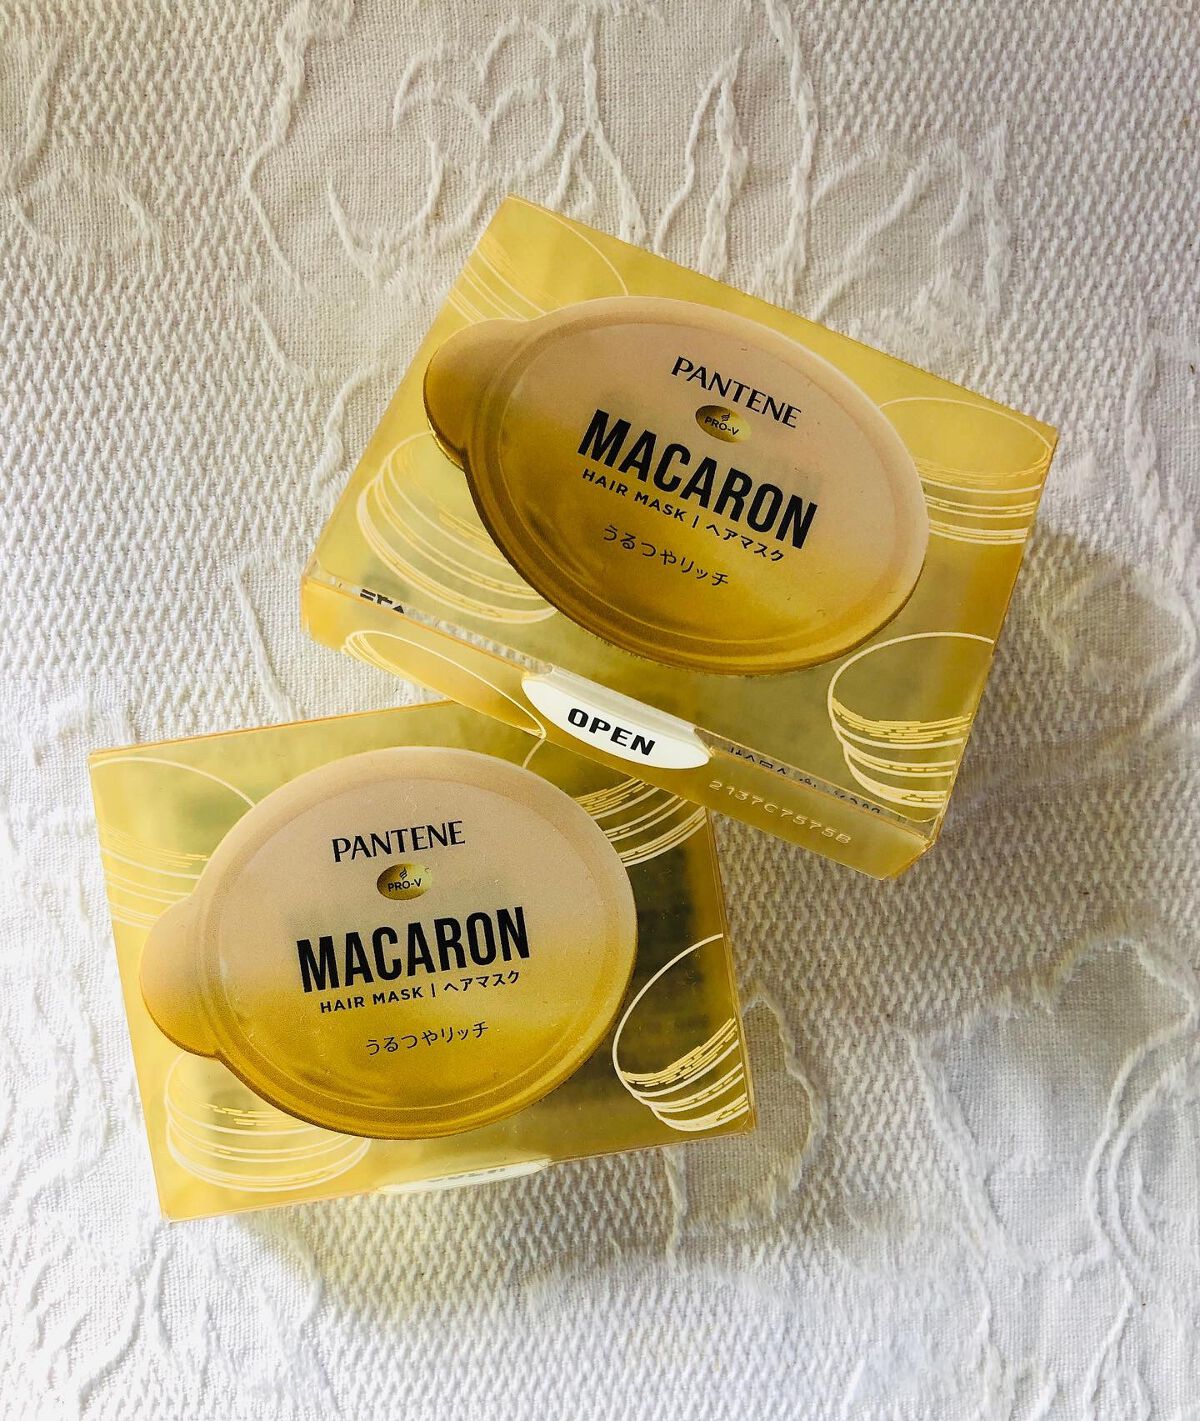 PANTENE
PRO-V
MACARON
HAIR MASK | ヘアマスク
うるつやリッチ
OPEN
2137C7575B
PANTENE
PRO-V
MACARON
HAIR MASK | ヘアマスク
うるつやリッチ